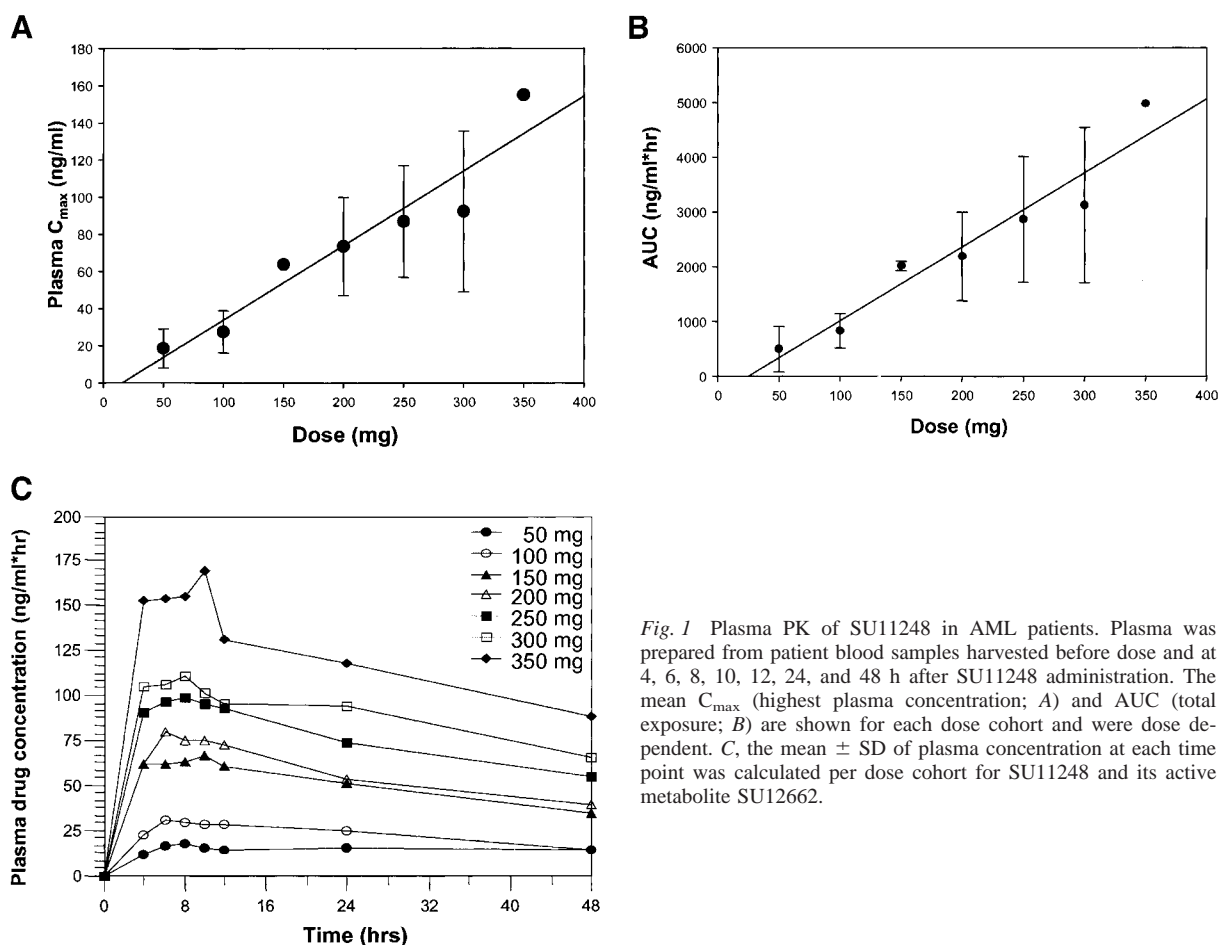 A
Plasma Cmax (ng/ml)
180
160
140
120
100
80
60
40
20
0
0 50 100 150 200 250 300 350 400
Dose (mg)
B
AUC (ng/ml*hr)
6000
5000
4000
3000
2000
1000
0
0 50 100 150 200 250 300 350 400
Dose (mg)
C
Plasma drug concentration (ng/ml*hr)
200
175
150
125
100
75
50
25
0
0 8 16 24 32 40 48
Time (hrs)
50 mg
100 mg
150 mg
200 mg
250 mg
300 mg
350 mg
Fig. 1 Plasma PK of SU11248 in AML patients. Plasma was
prepared from patient blood samples harvested before dose and at
4, 6, 8, 10, 12, 24, and 48 h after SU11248 administration. The
mean Cmax (highest plasma concentration; A) and AUC (total
exposure; B) are shown for each dose cohort and were dose de-
pendent. C, the mean ± SD of plasma concentration at each time
point was calculated per dose cohort for SU11248 and its active
metabolite SU12662.